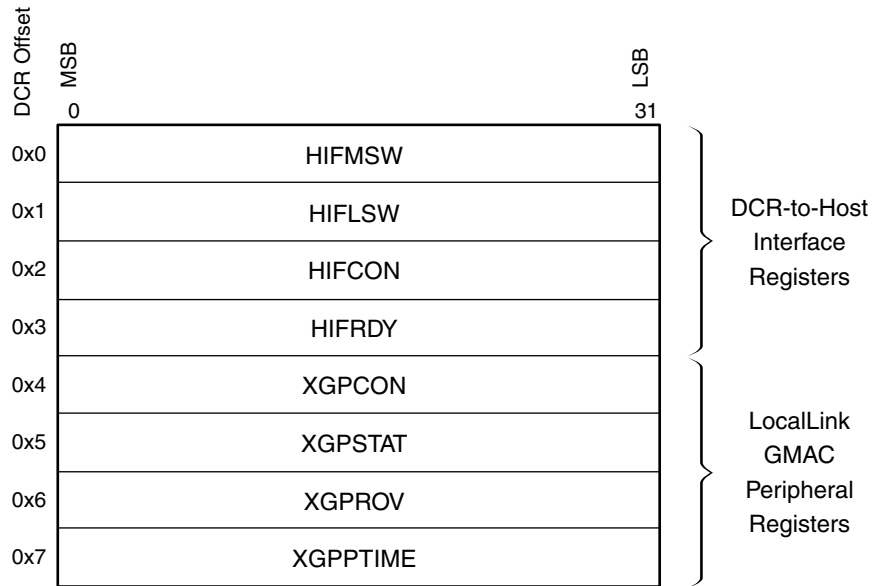 DCR Offset
MSB
LSB
0
31
0x0
HIFMSW
0x1
HIFLSW
0x2
HIFCON
0x3
HIFRDY
DCR-to-Host
Interface
Registers
0x4
XGPCON
0x5
XGPSTAT
0x6
XGPROV
0x7
XGPPTIME
LocalLink
GMAC
Peripheral
Registers